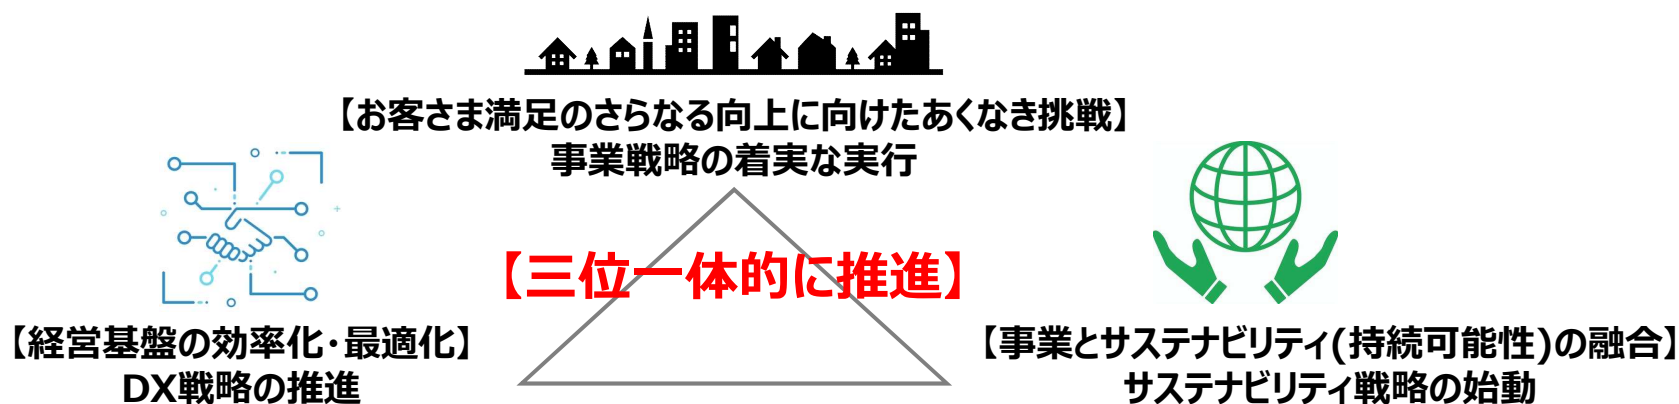 【お客さま満足のさらなる向上に向けたあくなき挑戦】
事業戦略の着実な実行
【三位一体的に推進】
【経営基盤の効率化・最適化】
DX戦略の推進
【事業とサステナビリティ(持続可能性)の融合】
サステナビリティ戦略の始動